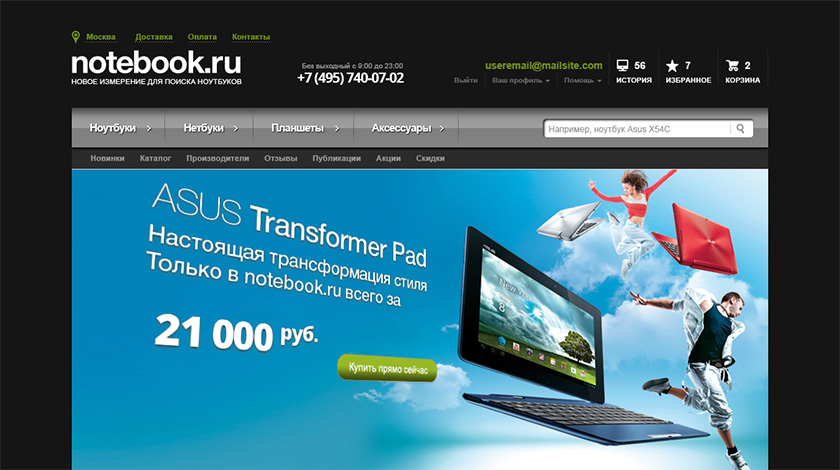 Москва Доставка Оплата Контакты
notebook.ru
НОВОЕ ИЗМЕРЕНИЕ ДЛЯ ПОИСКА НОУТБУКОВ
Без выходный с 9:00 до 23:00
+7 (495) 740-07-02
useremail@mailsite.com
Выйти Ваш профиль Помощь
56 7 2
ИСТОРИЯ ИЗБРАННОЕ КОРЗИНА
Ноутбуки Нетбуки Планшеты Аксессуары
Например, ноутбук Asus X54C
Новинки Каталог Производители Отзывы Публикации Акции Скидки
ASUS Transformer Pad
Настоящая трансформация стиля
Только в notebook.ru всего за
21 000 руб.
Купить прямо сейчас
New York
8